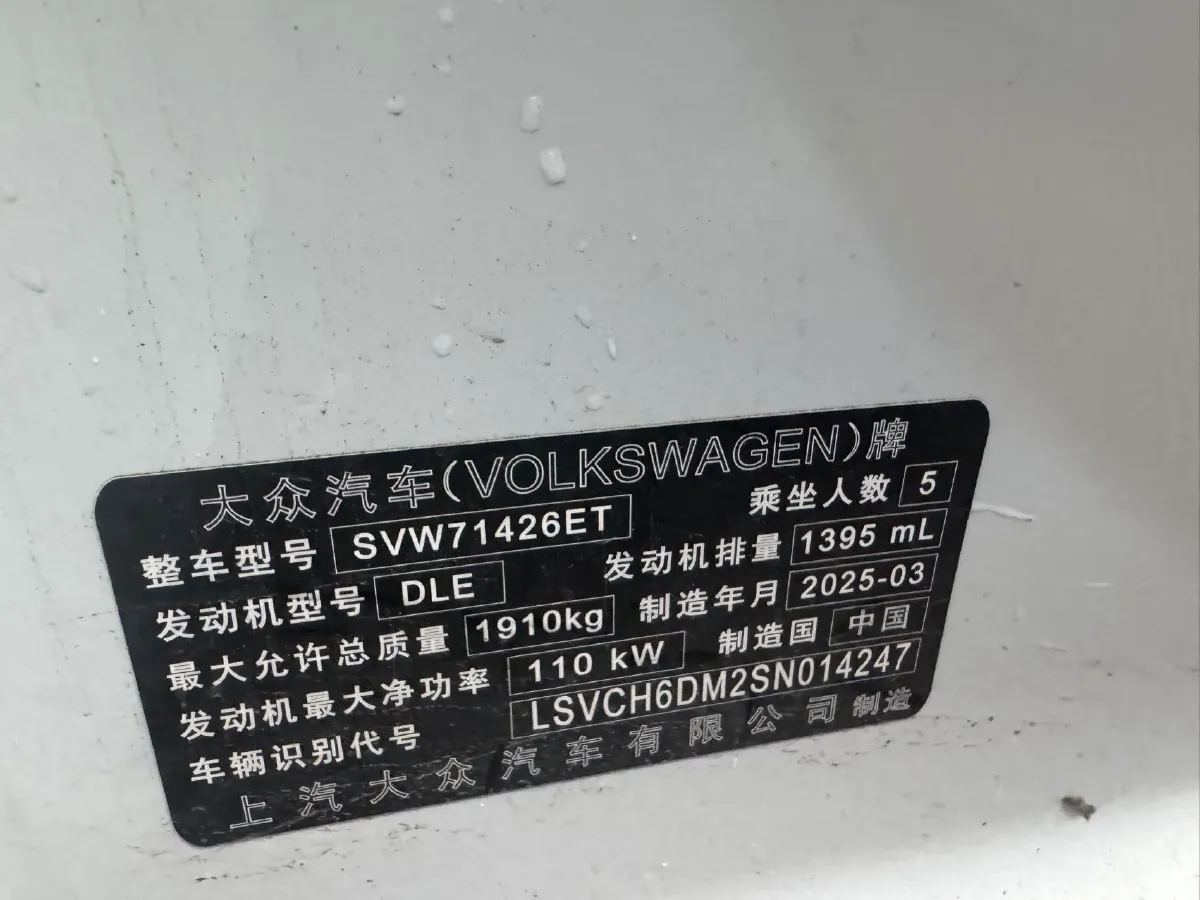 大众汽车(VOLKSWAGEN)牌
整车型号 SVW71426ET 乘坐人数 5
发动机型号 DLE 发动机排量 1395 mL
最大允许总质量 1910kg 制造年月 2025-03
发动机最大净功率 110 kW 制造国 中国
车辆识别代号 LSVCH6DM2SN014247
上汽大众汽车有限公司 制造